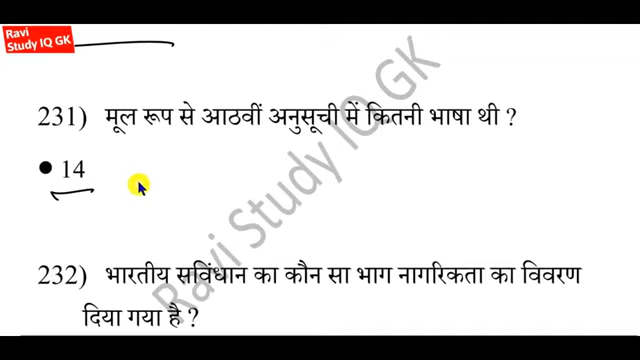 Ravi
Study IQ GK
231) मूल रूप से आठवीं अनुसूची में कितनी भाषा थी ?
● 14
232) भारतीय सविंधान का कौन सा भाग नागरिकता का विवरण
दिया गया है ?
Ravi Study IQ GK